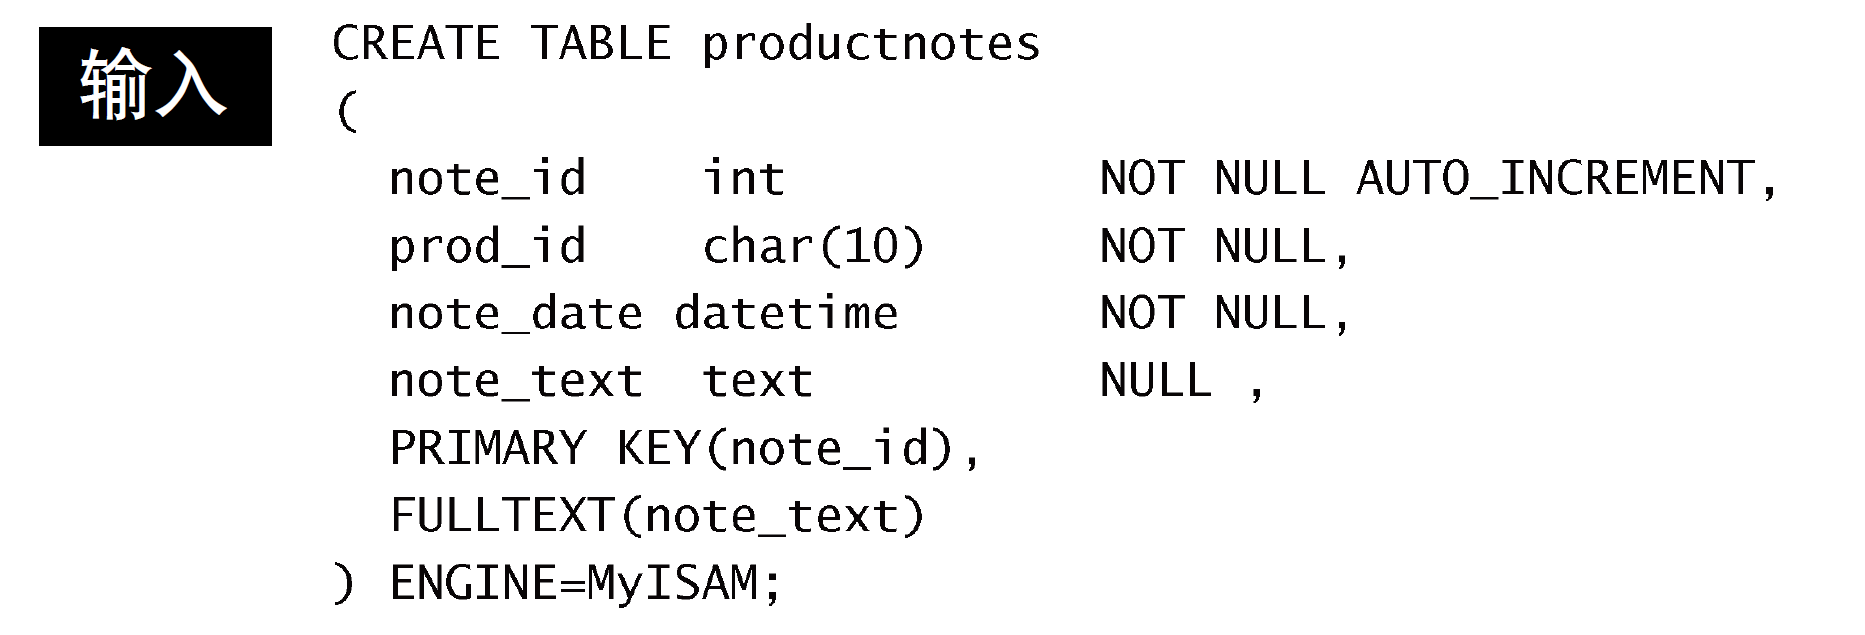 输入
CREATE TABLE productnotes
(
  note_id    int           NOT NULL AUTO_INCREMENT,
  prod_id    char(10)      NOT NULL,
  note_date datetime       NOT NULL,
  note_text  text          NULL ,
  PRIMARY KEY(note_id),
  FULLTEXT(note_text)
) ENGINE=MyISAM;